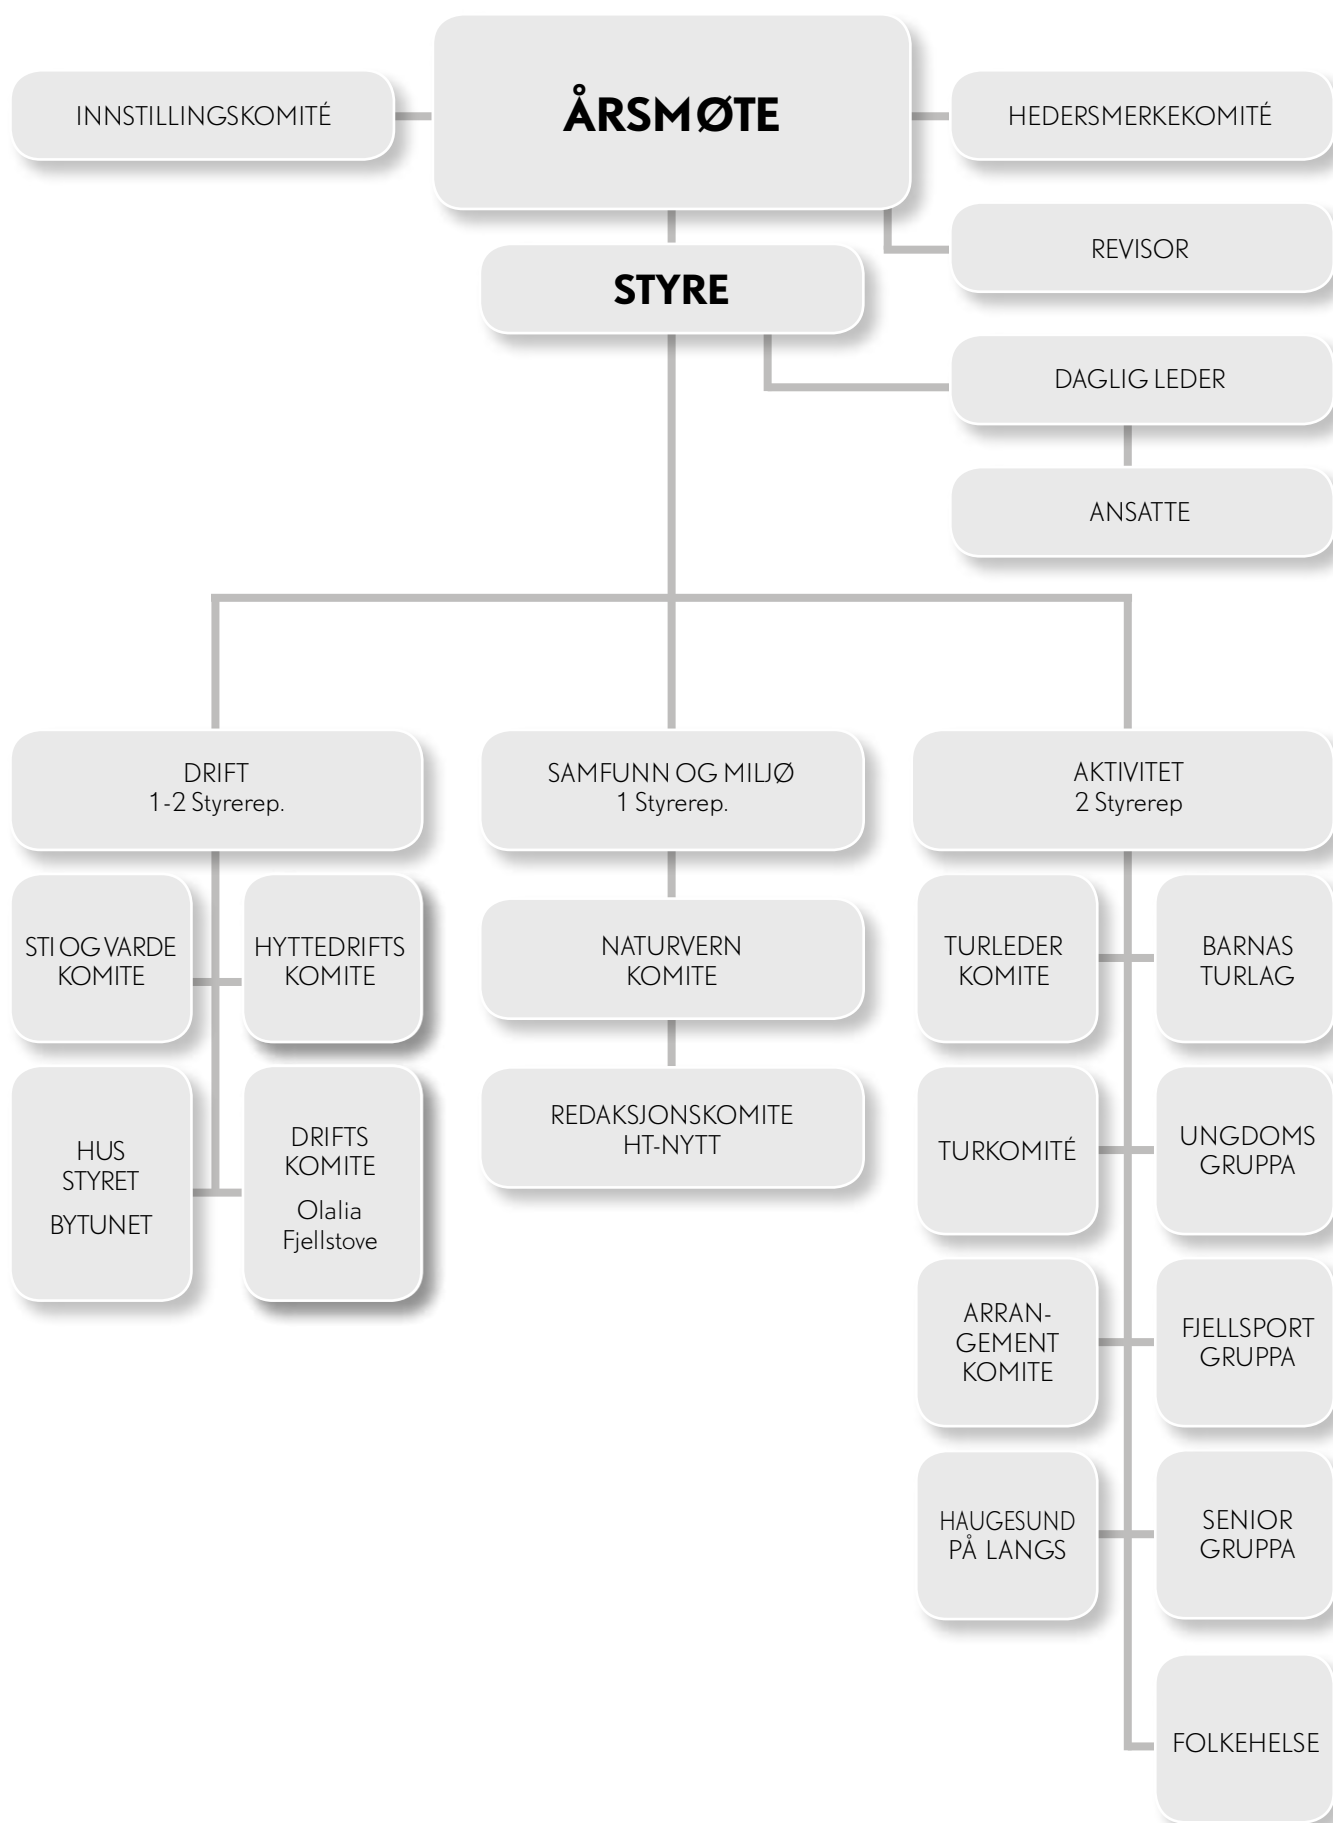 INNSTILLINGSKOMITÉ
ÅRSMØTE
HEDERSMERKEKOMITÉ
REVISOR
STYRE
DAGLIG LEDER
ANSATTE
DRIFT
1-2 Styrerep.
STI OG VARDE
KOMITE
HYTTEDRIFTS
KOMITE
HUS
STYRET
BYTUNET
DRIFTS
KOMITE
Olalia
Fjellstove
SAMFUNN OG MILJØ
1 Styrerep.
NATURVERN
KOMITE
REDAKSJONSKOMITE
HT-NYTT
AKTIVITET
2 Styrerep
TURLEDER
KOMITE
BARNAS
TURLAG
TURKOMITÉ
UNGDOMS
GRUPPA
ARRAN-
GEMENT
KOMITE
FJELLSPORT
GRUPPA
HAUGESUND
PÅ LANGS
SENIOR
GRUPPA
FOLKEHELSE